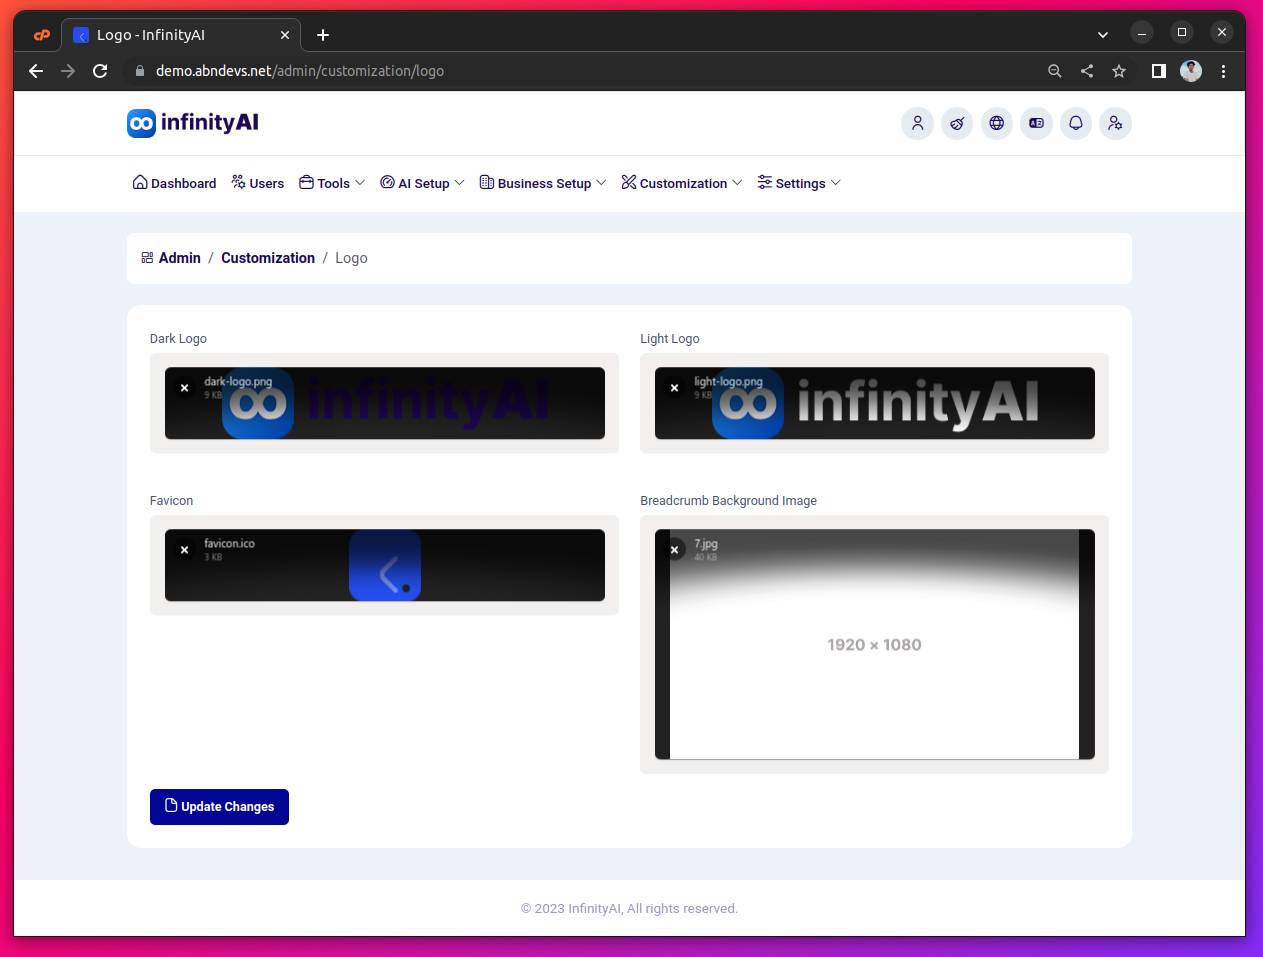 Logo - InfinityAI
demo.abndevs.net/admin/customization/logo
infinityAI
Dashboard Users Tools AI Setup Business Setup Customization Settings
Admin / Customization / Logo
Dark Logo
dark-logo.png
9 KB
infinityAI
Light Logo
light-logo.png
9 KB
infinityAI
Favicon
favicon.ico
3 KB
Breadcrumb Background Image
7.jpg
40 KB
1920 × 1080
Update Changes
© 2023 InfinityAI, All rights reserved.